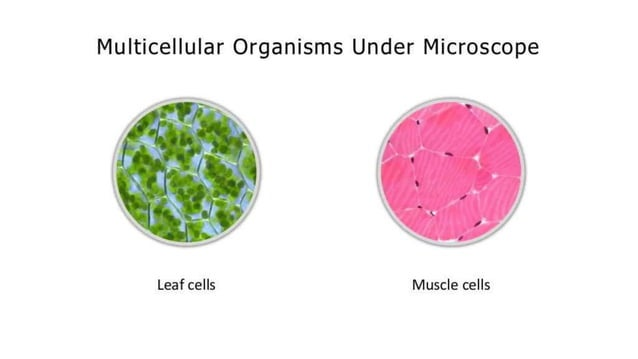 Multicellular Organisms Under Microscope
Leaf cells
Muscle cells